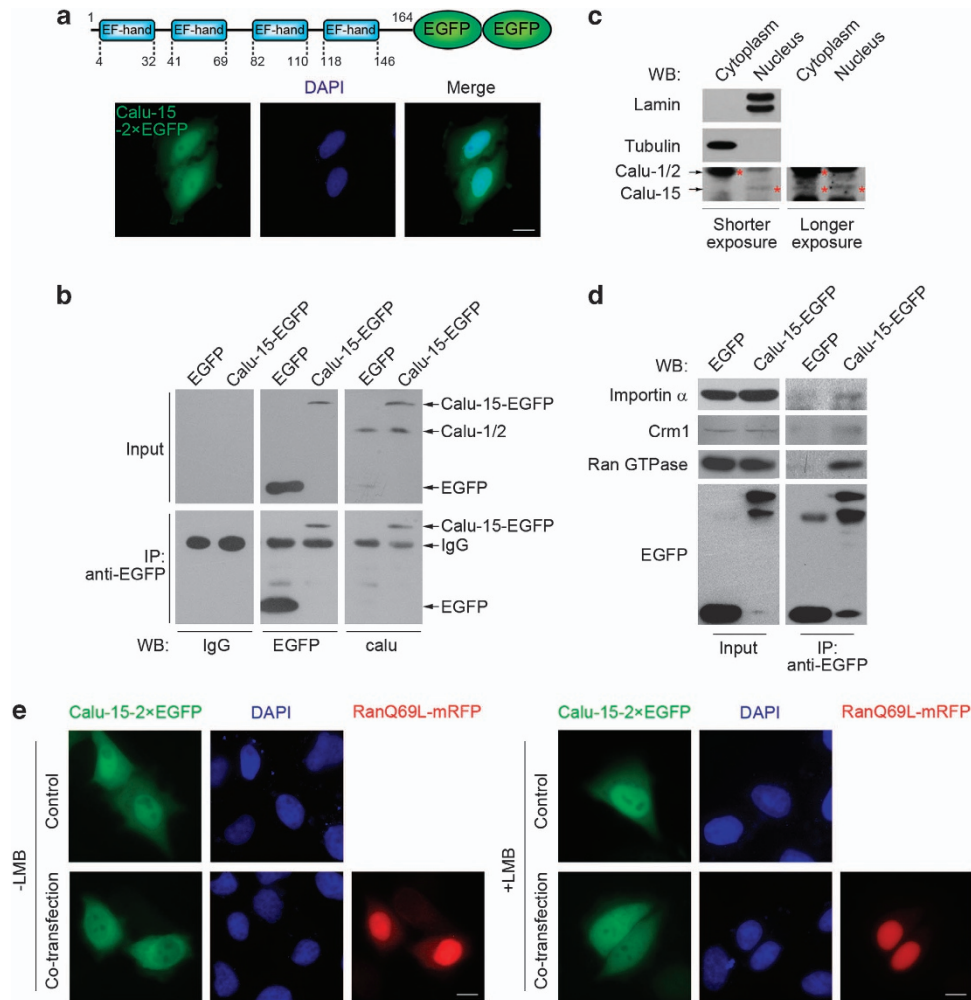 a
1
EF-hand EF-hand EF-hand EF-hand
164
EGFP EGFP
4 32 41 69 82 110 118 146
DAPI Merge
Calu-15
-2×EGFP
c
WB: Cytoplasm Nucleus Cytoplasm Nucleus
Lamin
Tubulin
Calu-1/2 * *
Calu-15 * * *
Shorter exposure
Longer exposure
b
EGFP Calu-15-EGFP EGFP Calu-15-EGFP EGFP Calu-15-EGFP
Input
Calu-15-EGFP
Calu-1/2
EGFP
IP:
anti-EGFP
Calu-15-EGFP
IgG
EGFP
WB: IgG EGFP calu
d
WB: EGFP Calu-15-EGFP EGFP Calu-15-EGFP
Importin α
Crm1
Ran GTPase
EGFP
Input
IP:
anti-EGFP
e
Calu-15-2×EGFP DAPI RanQ69L-mRFP
-LMB
Control
Co-transfection
Calu-15-2×EGFP DAPI RanQ69L-mRFP
+LMB
Control
Co-transfection